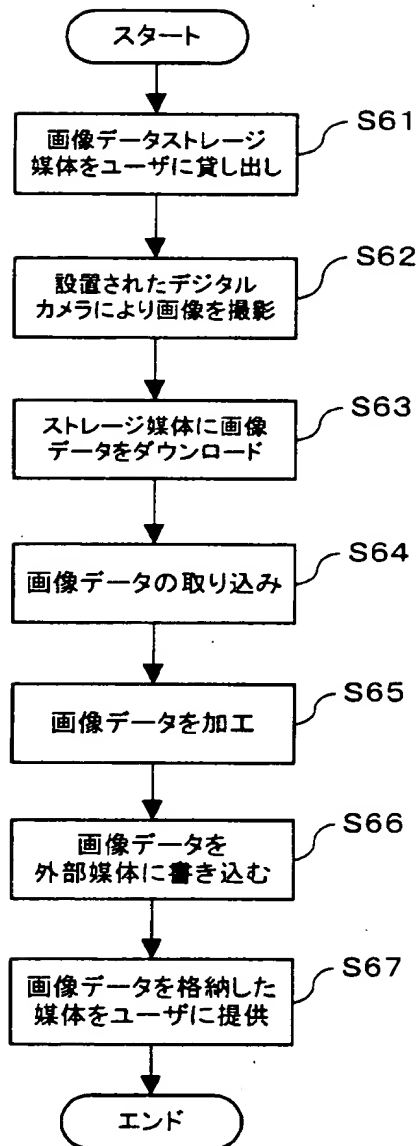 スタート
画像データストレージ
媒体をユーザに貸し出し
S61
設置されたデジタル
カメラにより画像を撮影
S62
ストレージ媒体に画像
データをダウンロード
S63
画像データの取り込み
S64
画像データを加工
S65
画像データを
外部媒体に書き込む
S66
画像データを格納した
媒体をユーザに提供
S67
エンド